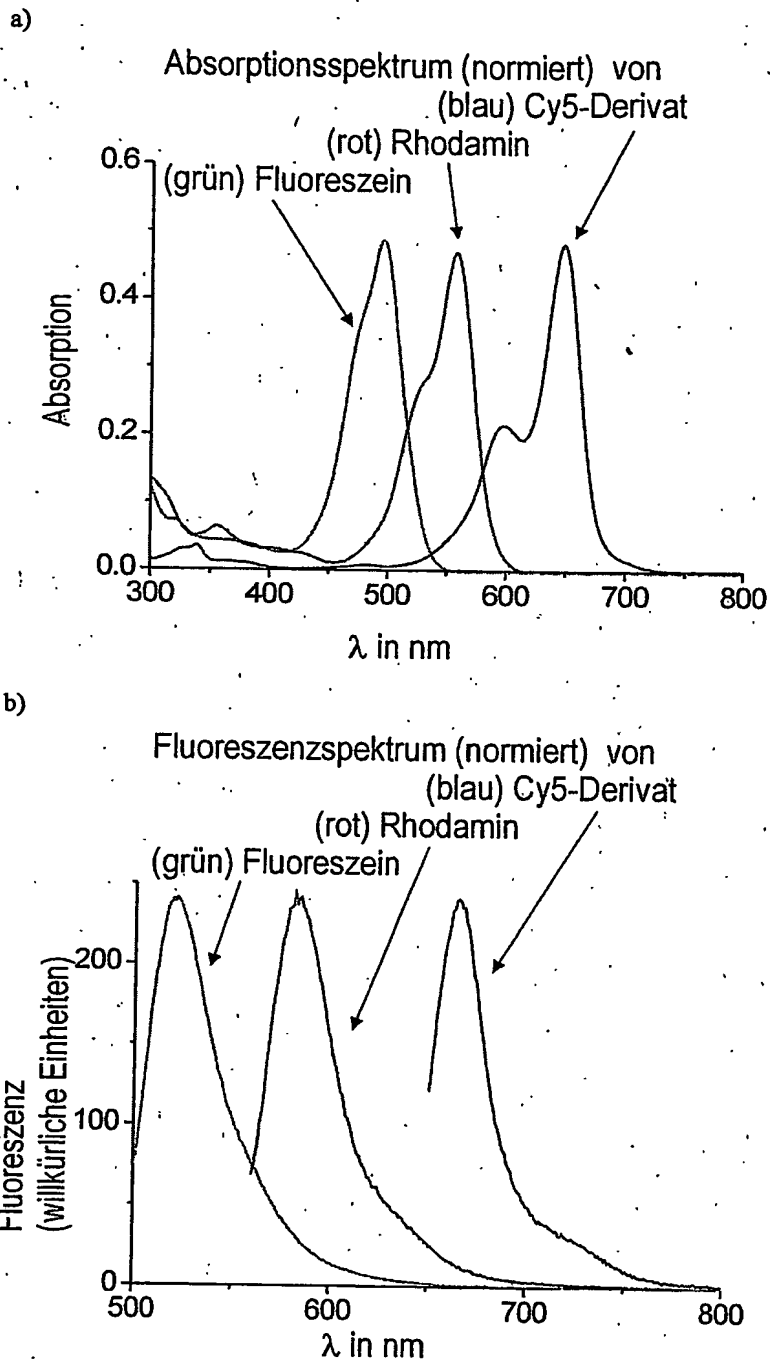 a)
Absorptionsspektrum (normiert) von
(blau) Cy5-Derivat
(rot) Rhodamin
(grün) Fluoreszein
0.6
0.4
0.2
0.0
Absorption
300 400 500 600 700 800
λ in nm
b)
Fluoreszenzspektrum (normiert) von
(blau) Cy5-Derivat
(rot) Rhodamin
(grün) Fluoreszein
200
100
0
Fluoreszenz
(willkürliche Einheiten)
500 600 700 800
λ in nm